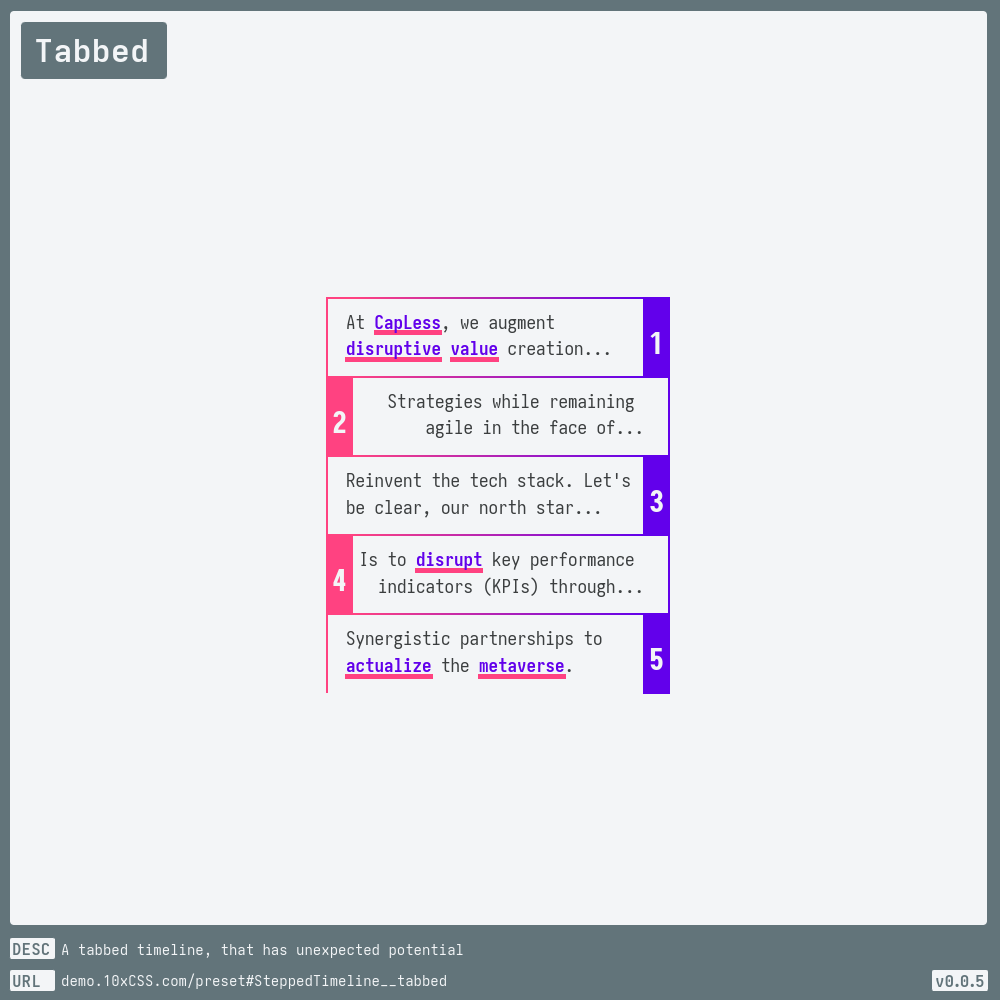 Tabbed
At CapLess, we augment
disruptive value creation...
1
2
Strategies while remaining
agile in the face of...
Reinvent the tech stack. Let's
be clear, our north star...
3
4
Is to disrupt key performance
indicators (KPIs) through...
Synergistic partnerships to
actualize the metaverse.
5
DESC A tabbed timeline, that has unexpected potential
URL demo.10xCSS.com/preset#SteppedTimeline__tabbed
v0.0.5